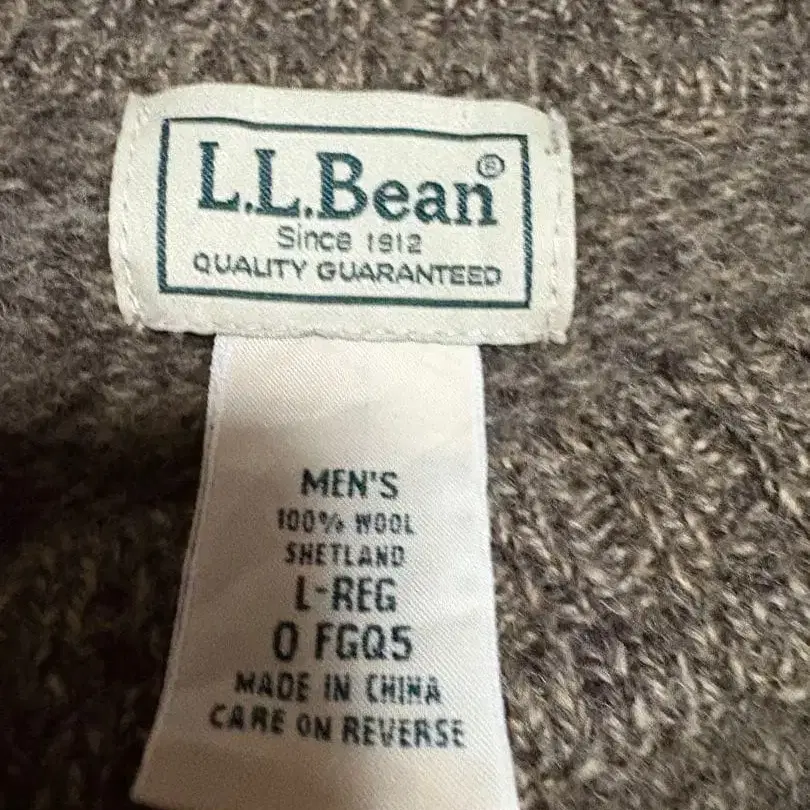 L.L.Bean®
Since 1912
QUALITY GUARANTEED
MEN'S
100% WOOL
SHETLAND
L-REG
0 FGQ5
MADE IN CHINA
CARE ON REVERSE